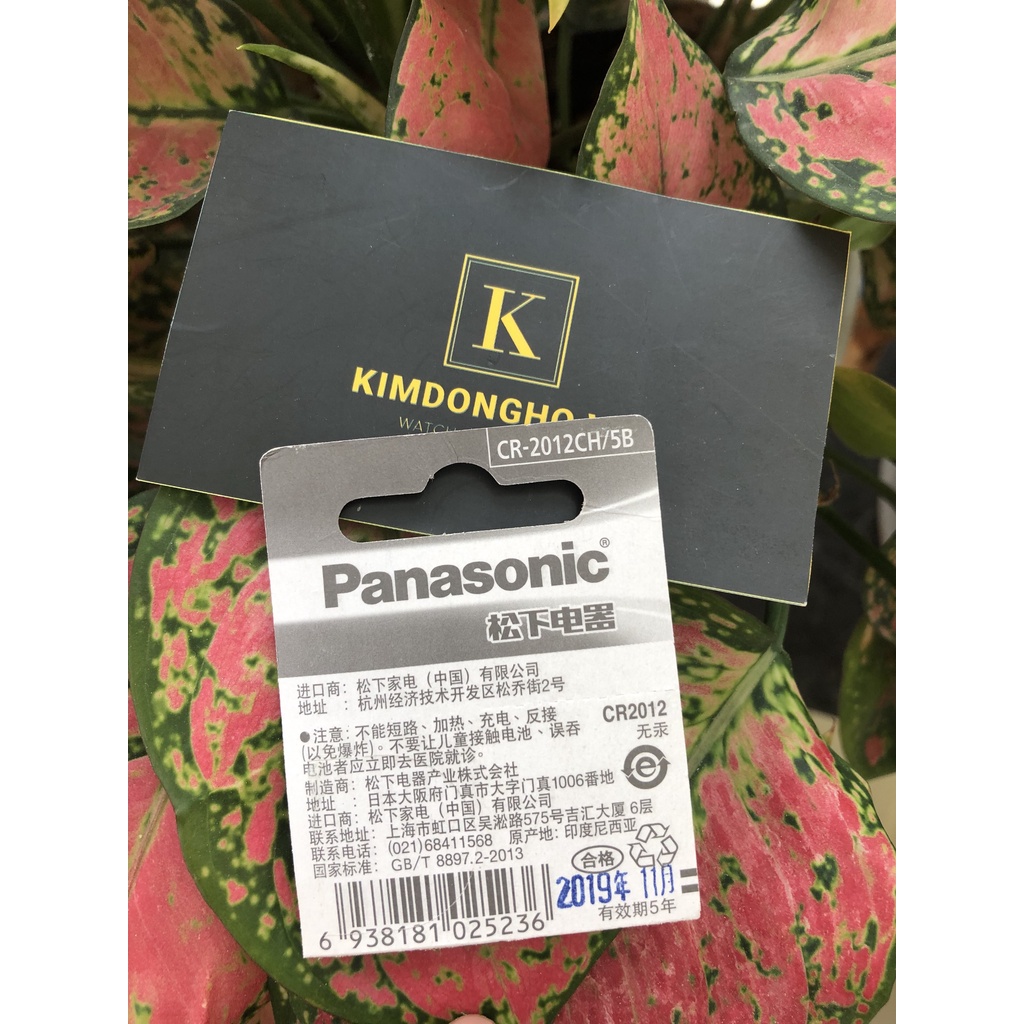 K
KIMDONGHO
WATCH
CR-2012CH/5B
Panasonic®
松下电器
进口商：松下家电（中国）有限公司
地址 ：杭州经济技术开发区松乔街2号
●注意：不能短路、加热、充电、反接
(以免爆炸)。不要让儿童接触电池、误吞
电池者应立即去医院就诊。
CR2012
无汞
制造商：松下电器产业株式会社
地址 ：日本大阪府门真市大字门真1006番地
进口商：松下家电（中国）有限公司
联系地址：上海市虹口区吴淞路575号吉汇大厦 6层
联系电话：(021)68411568 原产地：印度尼西亚
国家标准：GB/T 8897.2-2013
e
合格
2019年 11月
有效期5年
6 938181 025236